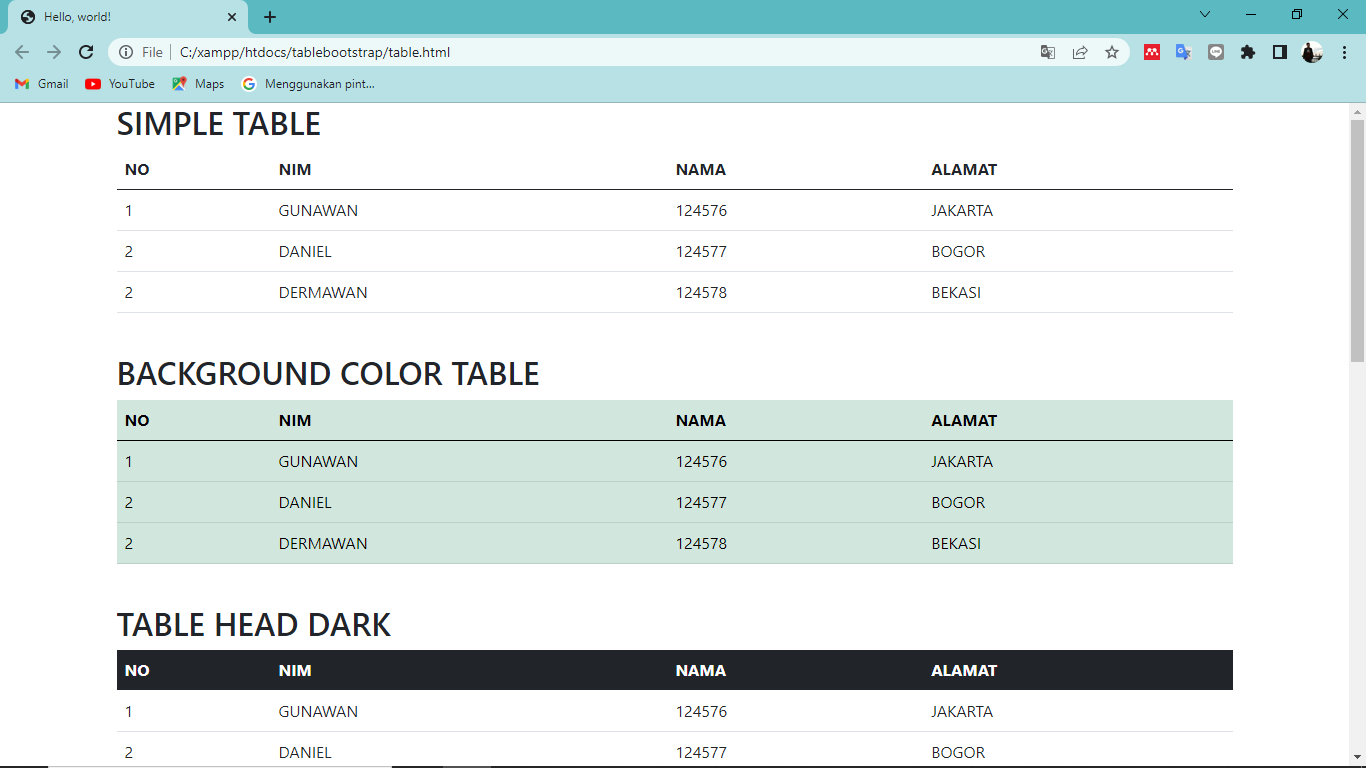 Hello, world!
File C:/xampp/htdocs/tablebootstrap/table.html
Gmail YouTube Maps Menggunakan pint...
SIMPLE TABLE
NO NIM NAMA ALAMAT
1 GUNAWAN 124576 JAKARTA
2 DANIEL 124577 BOGOR
2 DERMAWAN 124578 BEKASI
BACKGROUND COLOR TABLE
NO NIM NAMA ALAMAT
1 GUNAWAN 124576 JAKARTA
2 DANIEL 124577 BOGOR
2 DERMAWAN 124578 BEKASI
TABLE HEAD DARK
NO NIM NAMA ALAMAT
1 GUNAWAN 124576 JAKARTA
2 DANIEL 124577 BOGOR